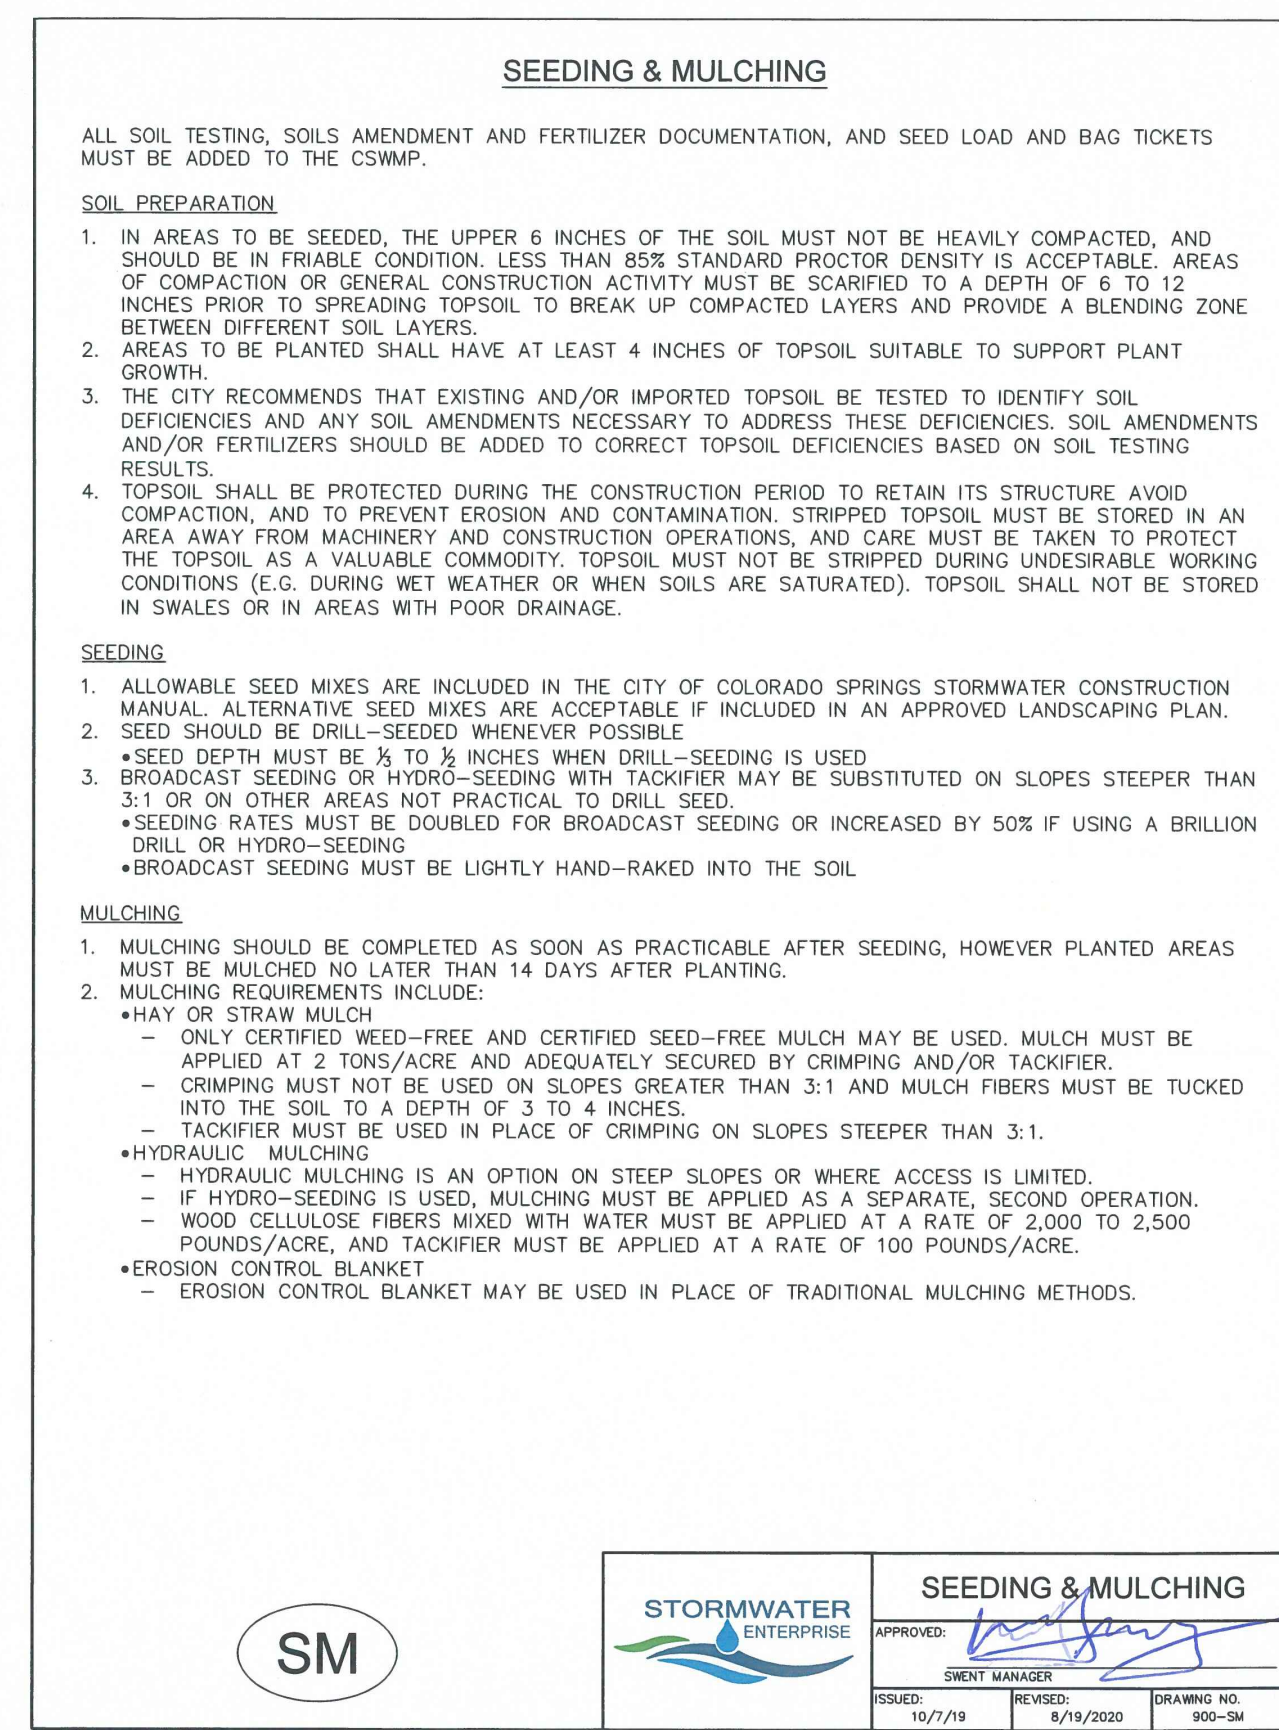 SEEDING & MULCHING
ALL SOIL TESTING, SOILS AMENDMENT AND FERTILIZER DOCUMENTATION, AND SEED LOAD AND BAG TICKETS
MUST BE ADDED TO THE CSWMP.
SOIL PREPARATION
1. IN AREAS TO BE SEEDED, THE UPPER 6 INCHES OF THE SOIL MUST NOT BE HEAVILY COMPACTED, AND
SHOULD BE IN FRIABLE CONDITION. LESS THAN 85% STANDARD PROCTOR DENSITY IS ACCEPTABLE. AREAS
OF COMPACTION OR GENERAL CONSTRUCTION ACTIVITY MUST BE SCARIFIED TO A DEPTH OF 6 TO 12
INCHES PRIOR TO SPREADING TOPSOIL TO BREAK UP COMPACTED LAYERS AND PROVIDE A BLENDING ZONE
BETWEEN DIFFERENT SOIL LAYERS.
2. AREAS TO BE PLANTED SHALL HAVE AT LEAST 4 INCHES OF TOPSOIL SUITABLE TO SUPPORT PLANT
GROWTH.
3. THE CITY RECOMMENDS THAT EXISTING AND/OR IMPORTED TOPSOIL BE TESTED TO IDENTIFY SOIL
DEFICIENCIES AND ANY SOIL AMENDMENTS NECESSARY TO ADDRESS THESE DEFICIENCIES. SOIL AMENDMENTS
AND/OR FERTILIZERS SHOULD BE ADDED TO CORRECT TOPSOIL DEFICIENCIES BASED ON SOIL TESTING
RESULTS.
4. TOPSOIL SHALL BE PROTECTED DURING THE CONSTRUCTION PERIOD TO RETAIN ITS STRUCTURE AVOID
COMPACTION, AND TO PREVENT EROSION AND CONTAMINATION. STRIPPED TOPSOIL MUST BE STORED IN AN
AREA AWAY FROM MACHINERY AND CONSTRUCTION OPERATIONS, AND CARE MUST BE TAKEN TO PROTECT
THE TOPSOIL AS A VALUABLE COMMODITY. TOPSOIL MUST NOT BE STRIPPED DURING UNDESIRABLE WORKING
CONDITIONS (E.G. DURING WET WEATHER OR WHEN SOILS ARE SATURATED). TOPSOIL SHALL NOT BE STORED
IN SWALES OR IN AREAS WITH POOR DRAINAGE.
SEEDING
1. ALLOWABLE SEED MIXES ARE INCLUDED IN THE CITY OF COLORADO SPRINGS STORMWATER CONSTRUCTION
MANUAL. ALTERNATIVE SEED MIXES ARE ACCEPTABLE IF INCLUDED IN AN APPROVED LANDSCAPING PLAN.
2. SEED SHOULD BE DRILL-SEEDED WHENEVER POSSIBLE
•SEED DEPTH MUST BE ⅓ TO ½ INCHES WHEN DRILL-SEEDING IS USED
3. BROADCAST SEEDING OR HYDRO-SEEDING WITH TACKIFIER MAY BE SUBSTITUTED ON SLOPES STEEPER THAN
3:1 OR ON OTHER AREAS NOT PRACTICAL TO DRILL SEED.
•SEEDING RATES MUST BE DOUBLED FOR BROADCAST SEEDING OR INCREASED BY 50% IF USING A BRILLION
DRILL OR HYDRO-SEEDING
•BROADCAST SEEDING MUST BE LIGHTLY HAND-RAKED INTO THE SOIL
MULCHING
1. MULCHING SHOULD BE COMPLETED AS SOON AS PRACTICABLE AFTER SEEDING, HOWEVER PLANTED AREAS
MUST BE MULCHED NO LATER THAN 14 DAYS AFTER PLANTING.
2. MULCHING REQUIREMENTS INCLUDE:
•HAY OR STRAW MULCH
– ONLY CERTIFIED WEED-FREE AND CERTIFIED SEED-FREE MULCH MAY BE USED. MULCH MUST BE
APPLIED AT 2 TONS/ACRE AND ADEQUATELY SECURED BY CRIMPING AND/OR TACKIFIER.
– CRIMPING MUST NOT BE USED ON SLOPES GREATER THAN 3:1 AND MULCH FIBERS MUST BE TUCKED
INTO THE SOIL TO A DEPTH OF 3 TO 4 INCHES.
– TACKIFIER MUST BE USED IN PLACE OF CRIMPING ON SLOPES STEEPER THAN 3:1.
•HYDRAULIC MULCHING
– HYDRAULIC MULCHING IS AN OPTION ON STEEP SLOPES OR WHERE ACCESS IS LIMITED.
– IF HYDRO-SEEDING IS USED, MULCHING MUST BE APPLIED AS A SEPARATE, SECOND OPERATION.
– WOOD CELLULOSE FIBERS MIXED WITH WATER MUST BE APPLIED AT A RATE OF 2,000 TO 2,500
POUNDS/ACRE, AND TACKIFIER MUST BE APPLIED AT A RATE OF 100 POUNDS/ACRE.
•EROSION CONTROL BLANKET
– EROSION CONTROL BLANKET MAY BE USED IN PLACE OF TRADITIONAL MULCHING METHODS.
SM
STORMWATER
ENTERPRISE
SEEDING & MULCHING
APPROVED:
SWENT MANAGER
ISSUED:
10/7/19
REVISED:
8/19/2020
DRAWING NO.
900-SM